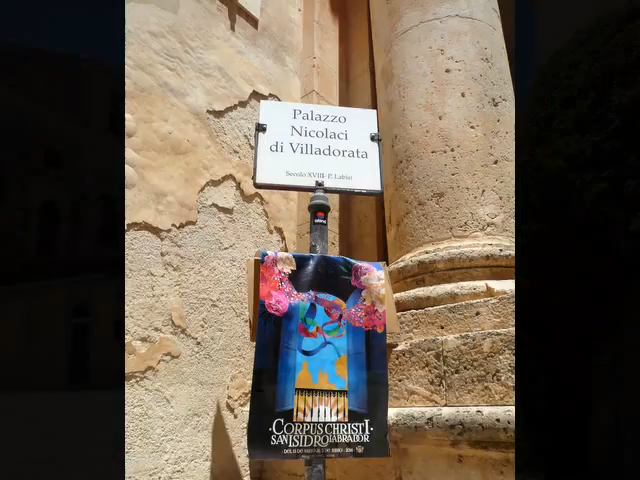 Palazzo
Nicolaci
di Villadorata
Secolo XVIII- P. Labisi
·CORPUS CHRISTI·
SAN ISIDRO LABRADOR